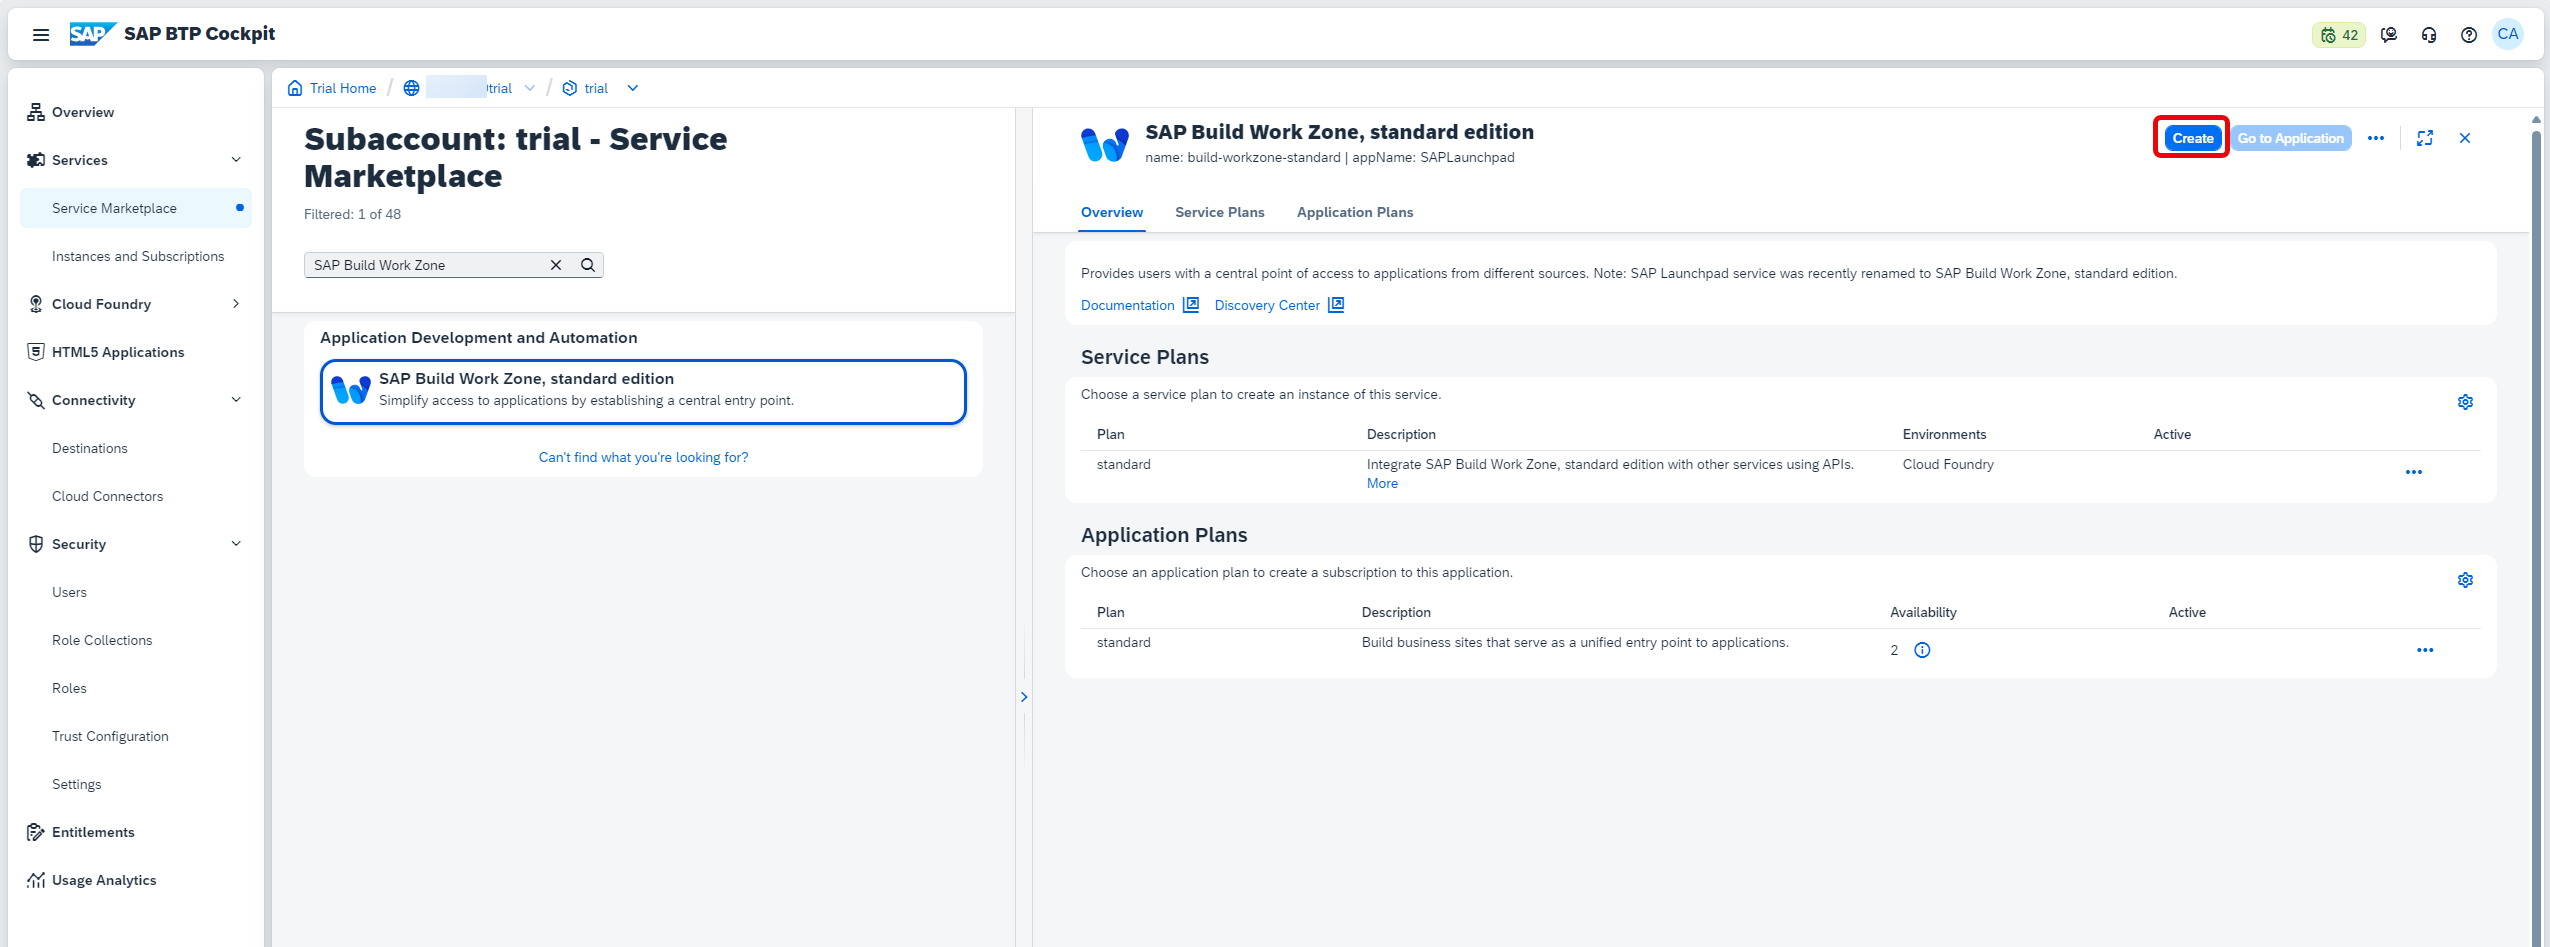 SAP SAP BTP Cockpit
42
CA
Overview
Services
Service Marketplace
Instances and Subscriptions
Cloud Foundry
HTML5 Applications
Connectivity
Destinations
Cloud Connectors
Security
Users
Role Collections
Roles
Trust Configuration
Settings
Entitlements
Usage Analytics
Trial Home / trial / trial
Subaccount: trial - Service
Marketplace
Filtered: 1 of 48
SAP Build Work Zone
Application Development and Automation
SAP Build Work Zone, standard edition
Simplify access to applications by establishing a central entry point.
Can't find what you're looking for?
SAP Build Work Zone, standard edition
name: build-workzone-standard | appName: SAPLaunchpad
Create Go to Application
Overview Service Plans Application Plans
Provides users with a central point of access to applications from different sources. Note: SAP Launchpad service was recently renamed to SAP Build Work Zone, standard edition.
Documentation Discovery Center
Service Plans
Choose a service plan to create an instance of this service.
Plan Description Environments Active
standard Integrate SAP Build Work Zone, standard edition with other services using APIs. Cloud Foundry
More
Application Plans
Choose an application plan to create a subscription to this application.
Plan Description Availability Active
standard Build business sites that serve as a unified entry point to applications. 2